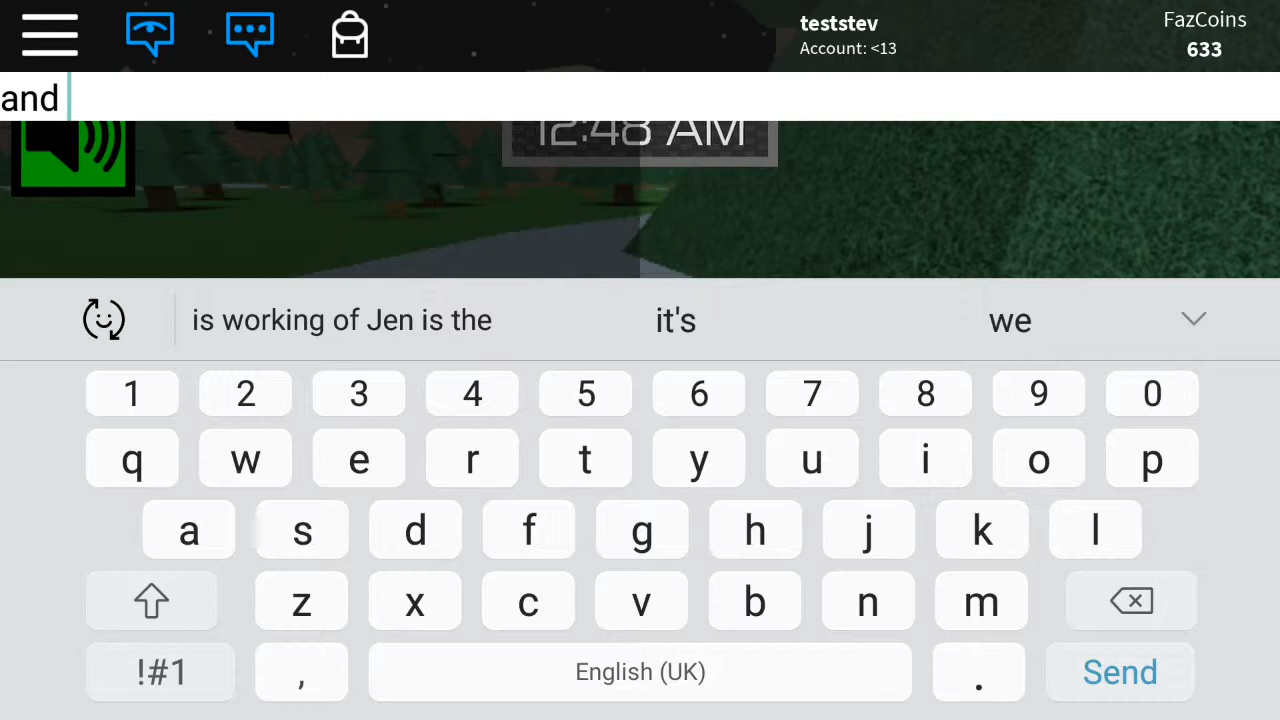 teststev
Account: <13
FazCoins
633
and
12:48 AM
is working of Jen is the it's we
1 2 3 4 5 6 7 8 9 0
q w e r t y u i o p
a s d f g h j k l
z x c v b n m
!#1 , English (UK) . Send